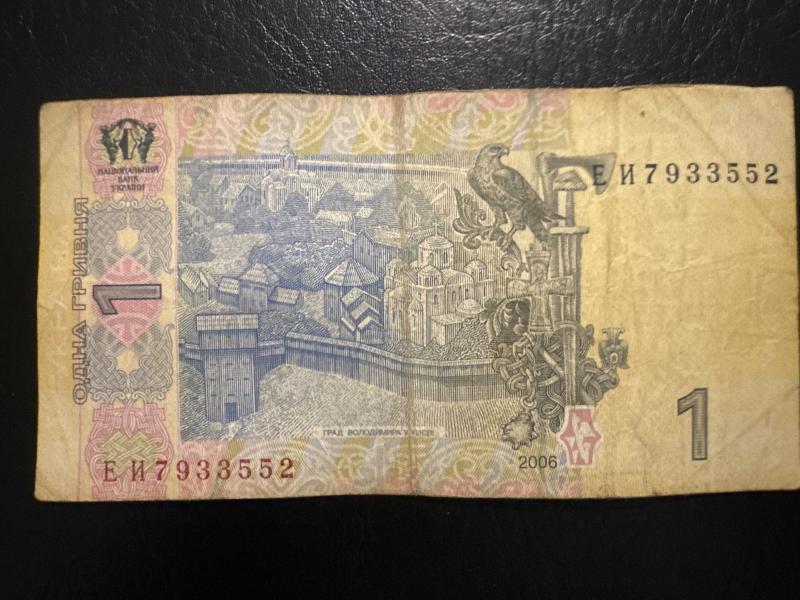 НАЦІОНАЛЬНИЙ
БАНК
УКРАЇНИ
ЕИ7933552
ОДНА ГРИВНЯ
1
ГРАД ВОЛОДИМИРА У КИЄВІ
2006
1
ЕИ7933552